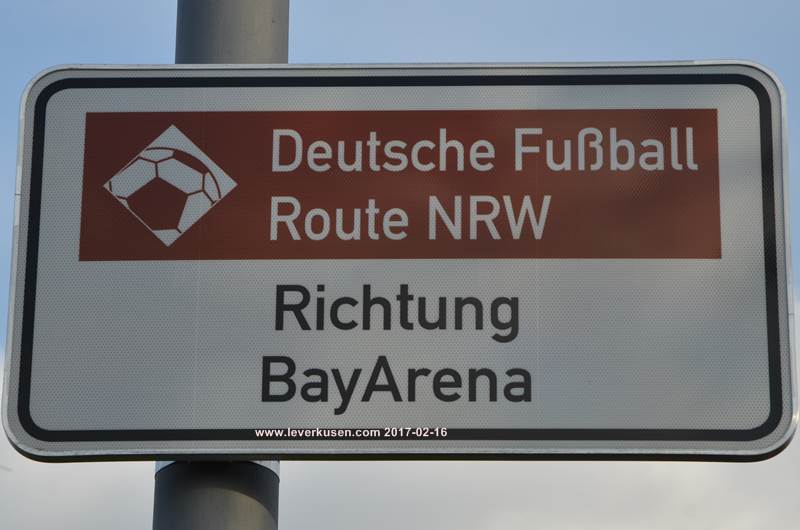 Deutsche Fußball
Route NRW
Richtung
BayArena
www.leverkusen.com 2017-02-16